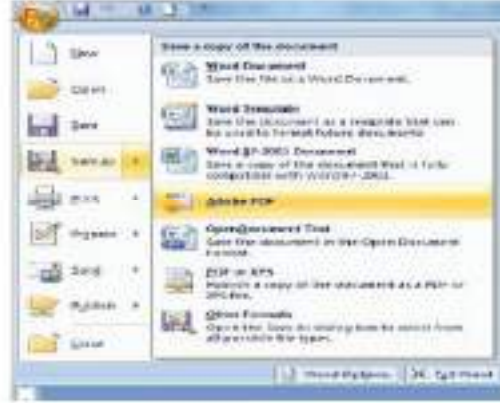 New
Open
Save
Save As
Print
Prepare
Send
Publish
Close
Save a copy of the document
Word Document
Save the file as a Word Document.
Word Template
Save the document as a template that can
be used to format future documents
Word 97-2003 Document
Save a copy of the document that is fully
compatible with Word 97-2003.
Adobe PDF
OpenDocument Text
Save the document in the Open Document
Format.
PDF or XPS
Publish a copy of the document as a PDF or
XPS file.
Other Formats
Open the Save As dialog box to select from
all possible file types.
Word Options
Exit Word